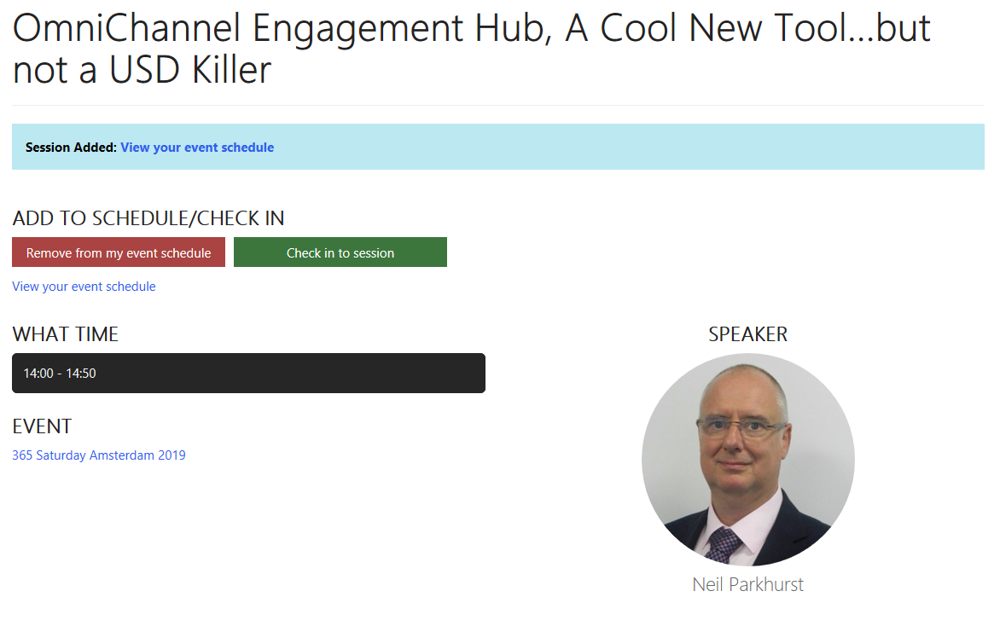 OmniChannel Engagement Hub, A Cool New Tool...but
not a USD Killer
Session Added: View your event schedule
ADD TO SCHEDULE/CHECK IN
Remove from my event schedule
Check in to session
View your event schedule
WHAT TIME
14:00 - 14:50
EVENT
365 Saturday Amsterdam 2019
SPEAKER
Neil Parkhurst